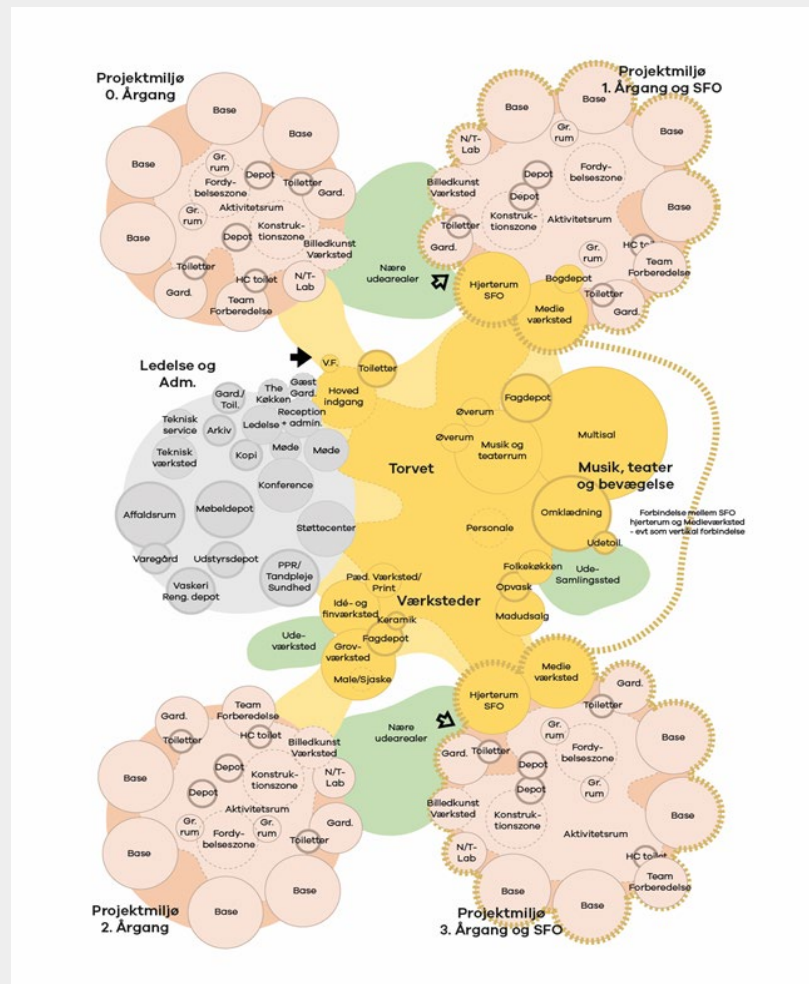 Projektmiljø
0. Årgang
Base
Base
Base
Base
Gr.
rum
Depot
Fordy-
belseszone
Toiletter
Gard.
Gr.
rum
Aktivitetsrum
Konstruk-
tionszone
Depot
Billedkunst
Værksted
Toiletter
HC toilet
N/T-
Lab
Gard.
Team
Forberedelse
Projektmiljø
1. Årgang og SFO
Base
Base
Base
Base
N/T-
Lab
Gr.
rum
Fordy-
belseszone
Depot
Billedkunst
Værksted
Depot
Konstruk-
tionszone
Aktivitetsrum
Toiletter
Gard.
Gr.
rum
Team
Forberedelse
Hjerterum
SFO
Bogdepot
Toiletter
Medie
værksted
Gard.
Nære
udearealer
Ledelse og
Adm.
V.F.
Toiletter
Hoved
indgang
Gard./
Toil.
The
Køkken
Gæst
Gard.
Reception
+ admin.
Teknisk
service
Arkiv
Ledelse
Teknisk
værksted
Kopi
Møde
Møde
Konference
Affaldsrum
Møbeldepot
Støttecenter
Varegård
Udstyrsdepot
PPR/
Tandpleje
Sundhed
Vaskeri
Reng. depot
Torvet
Øverum
Øverum
Fagdepot
Musik og
teaterrum
Multisal
Musik, teater
og bevægelse
Omklædning
Forbindelse mellem SFO
hjerterum og Medieværksted
- evt som vertikal forbindelse
Personale
Udetoil.
Folkekøkken
Ude-
Samlingssted
Opvask
Madudsalg
Værksteder
Pæd. Værksted/
Print
Idé- og
finværksted
Keramik
Fagdepot
Grov-
værksted
Male/Sjaske
Ude-
værksted
Nære
udearealer
Team
Forberedelse
Gard.
Toiletter
HC toilet
Billedkunst
Værksted
Base
Depot
Konstruk-
tionszone
N/T-
Lab
Depot
Aktivitetsrum
Gr.
rum
Fordy-
belseszone
Gr.
rum
Gard.
Toiletter
Base
Base
Base
Projektmiljø
2. Årgang
Hjerterum
SFO
Medie
værksted
Gard.
Toiletter
Gr.
rum
Base
Gard.
Toiletter
Fordy-
belseszone
Depot
Depot
Gr.
rum
Billedkunst
Værksted
Konstruk-
tionszone
Base
Aktivitetsrum
N/T-
Lab
HC toilet
Team
Forberedelse
Base
Base
Projektmiljø
3. Årgang og SFO